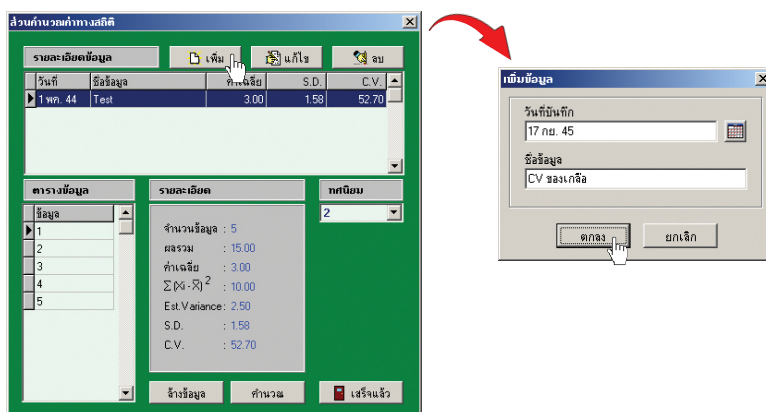 ส่วนคำนวณค่าทางสถิติ
รายละเอียดข้อมูล เพิ่ม แก้ไข ลบ
วันที่ ชื่อข้อมูล ค่าเฉลี่ย S.D. C.V.
1 พค. 44 Test 3.00 1.58 52.70
ตารางข้อมูล รายละเอียด ทศนิยม
ข้อมูล
1
2
3
4
5
จำนวนข้อมูล : 5
ผลรวม : 15.00
ค่าเฉลี่ย : 3.00
Σ(Xi - X̄)² : 10.00
Est.Variance : 2.50
S.D. : 1.58
C.V. : 52.70
2
ล้างข้อมูล คำนวณ เสร็จแล้ว
เพิ่มข้อมูล
วันที่บันทึก
17 กย. 45
ชื่อข้อมูล
CV ของเกลือ
ตกลง ยกเลิก